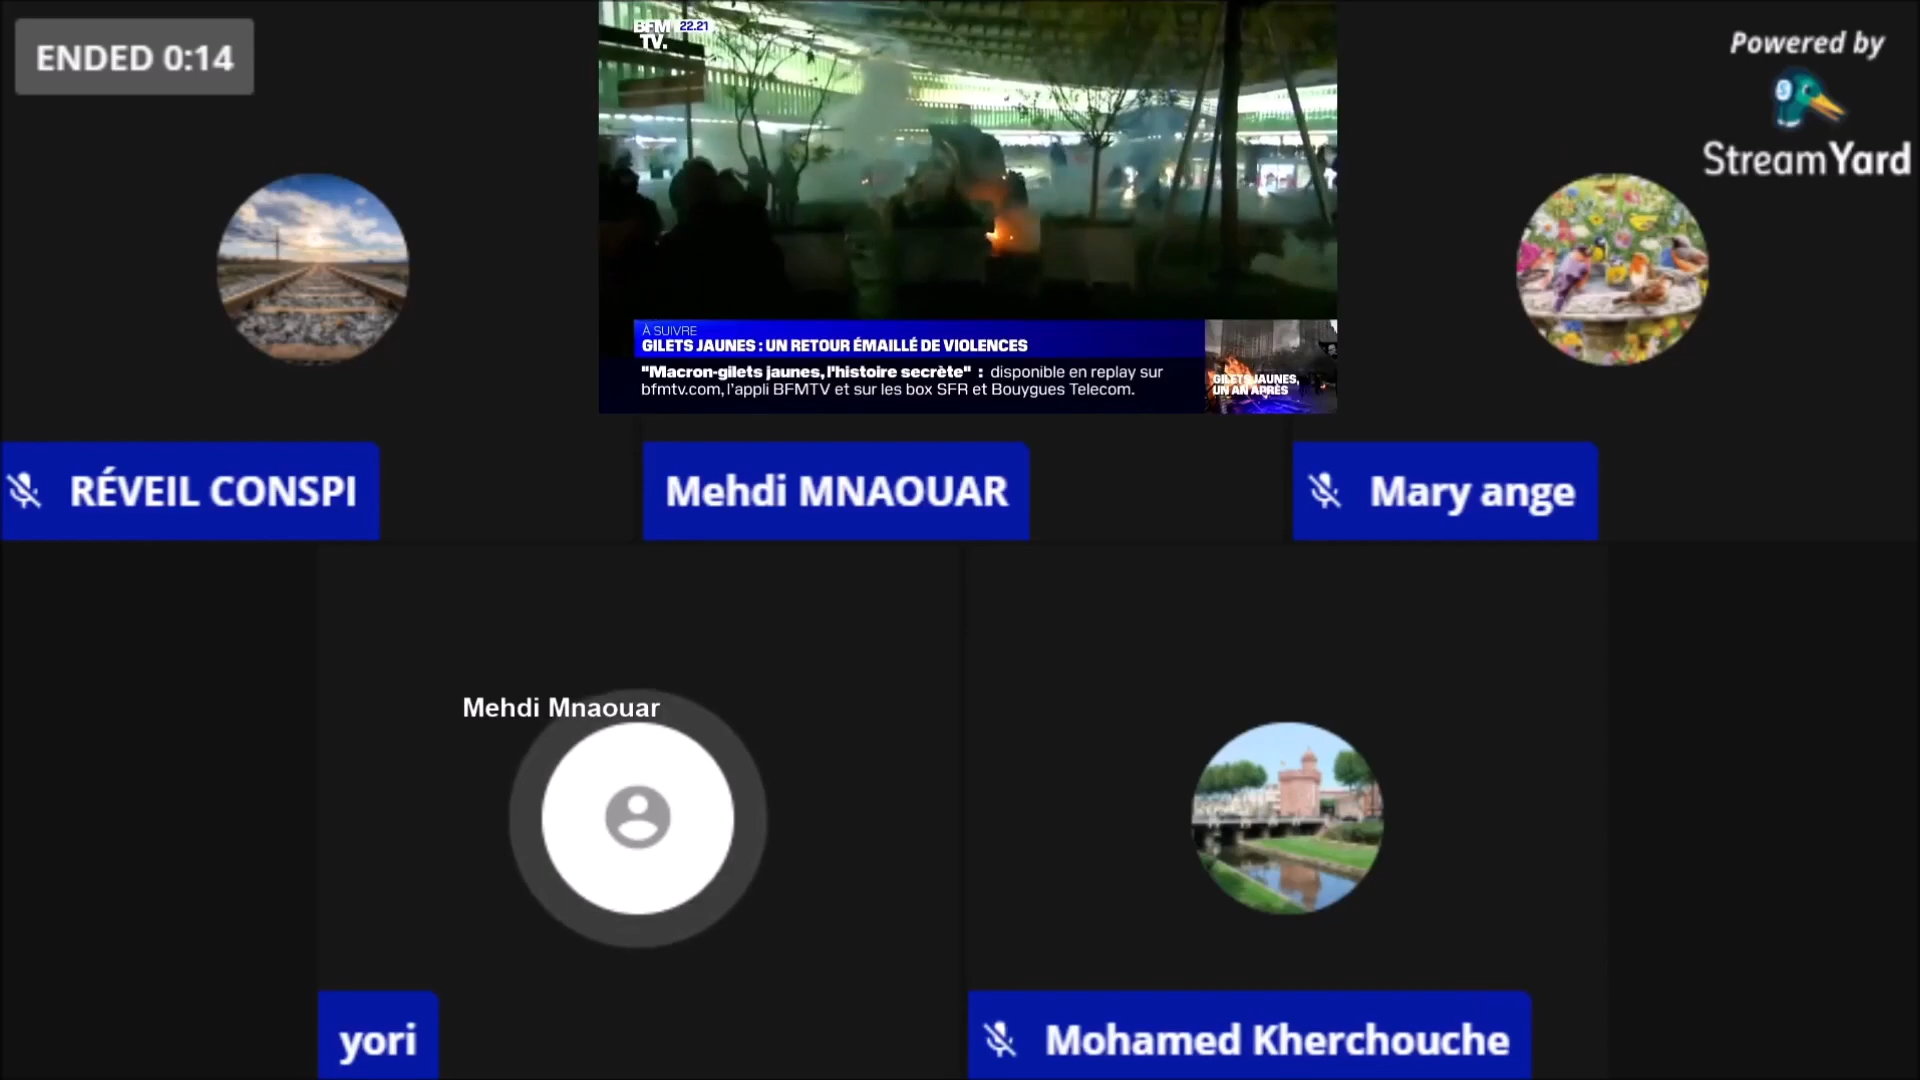 ENDED 0:14
BFM
TV.
22.21
Powered by
StreamYard
À SUIVRE
GILETS JAUNES : UN RETOUR ÉMAILLÉ DE VIOLENCES
"Macron-gilets jaunes, l'histoire secrète" : disponible en replay sur
bfmtv.com, l'appli BFMTV et sur les box SFR et Bouygues Telecom.
GILETS JAUNES,
UN AN APRÈS
RÉVEIL CONSPI
Mehdi MNAOUAR
Mary ange
Mehdi Mnaouar
yori
Mohamed Kherchouche